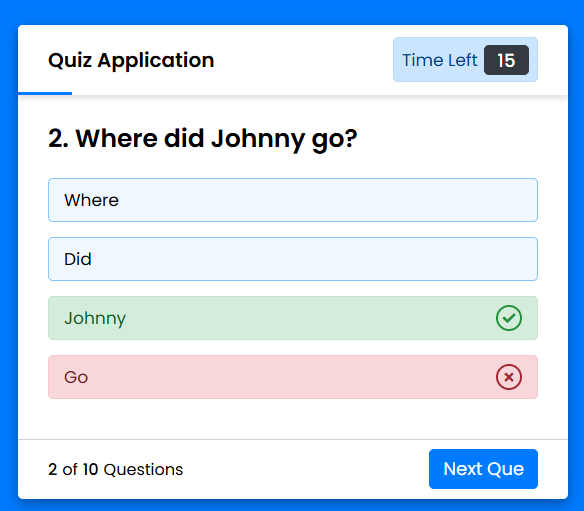 Quiz Application
Time Left 15
2. Where did Johnny go?
Where
Did
Johnny
Go
2 of 10 Questions
Next Que